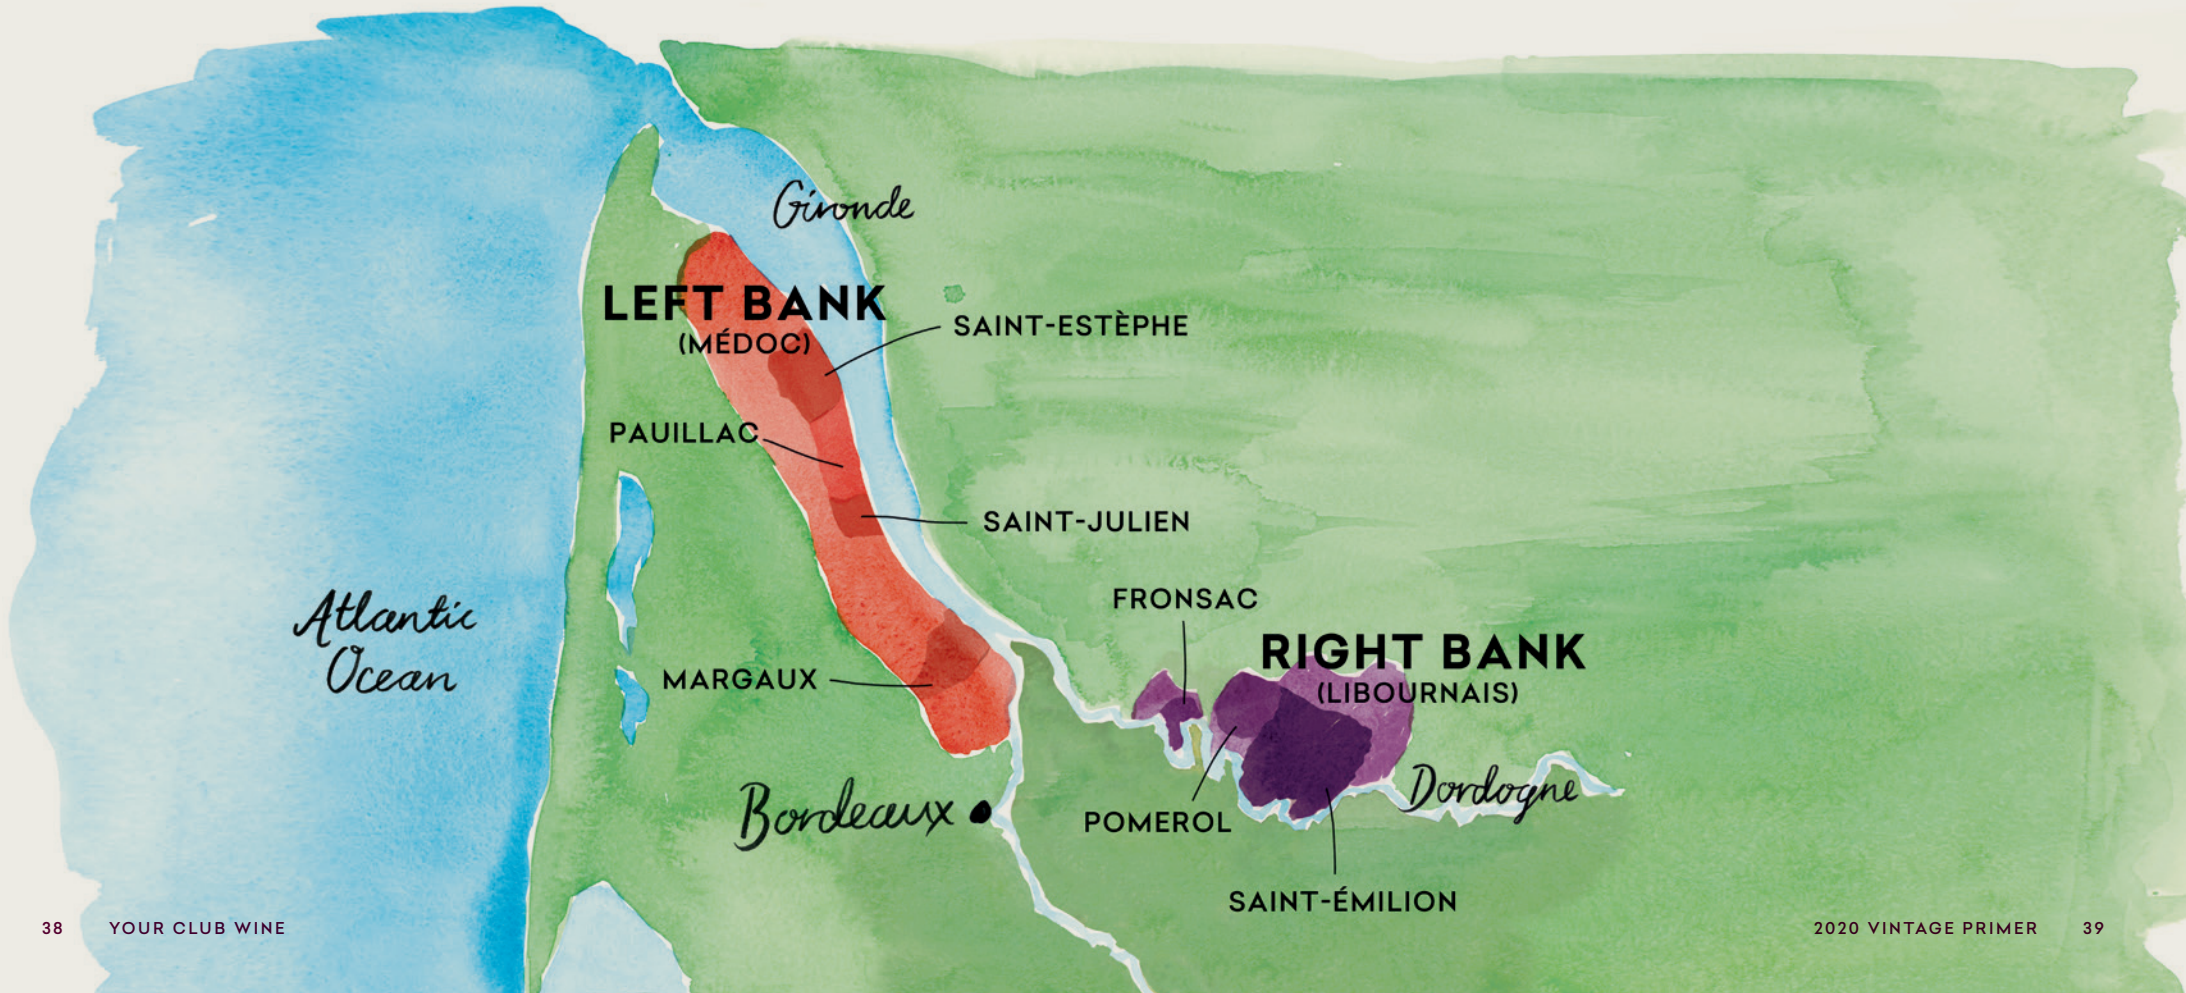 Gironde
LEFT BANK
(MÉDOC)
SAINT-ESTÈPHE
PAUILLAC
SAINT-JULIEN
Atlantic
Ocean
FRONSAC
RIGHT BANK
(LIBOURNAIS)
MARGAUX
Dordogne
Bordeaux
POMEROL
SAINT-ÉMILION
38 YOUR CLUB WINE
2020 VINTAGE PRIMER 39